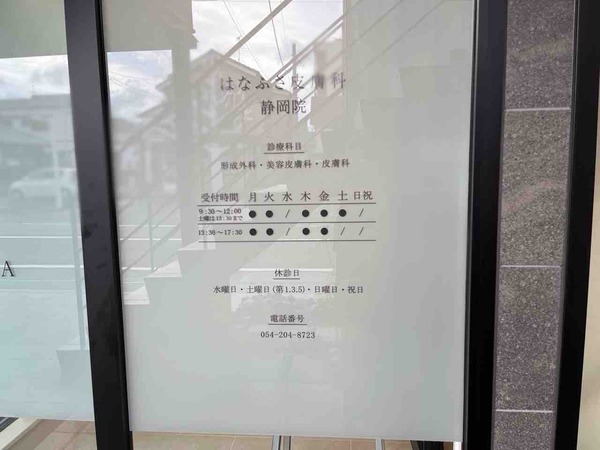 はなふさ皮膚科
静岡院
診療科目
形成外科・美容皮膚科・皮膚科
受付時間 月 火 水 木 金 土 日祝
9:30～12:00 ● ● / ● ● ● /
土曜は13:30まで
13:30～17:30 ● ● / ● ● / /
休診日
水曜日・土曜日(第1.3.5)・日曜日・祝日
電話番号
054-204-8723
A